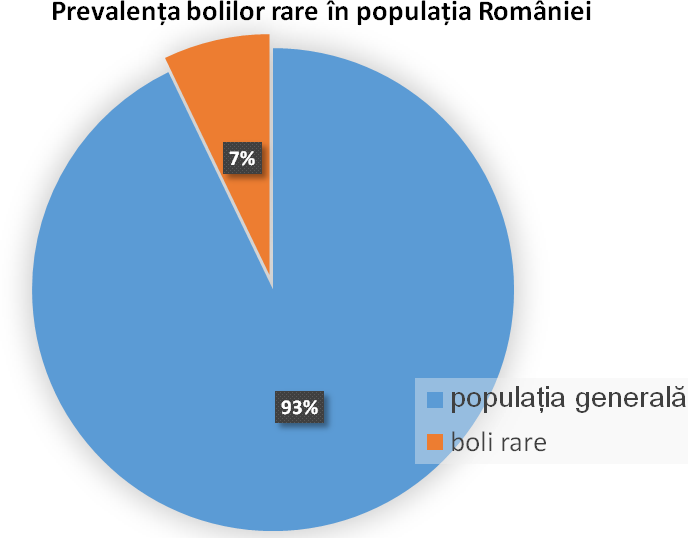 Prevalența bolilor rare în populația României
7%
93%
populația generală
boli rare